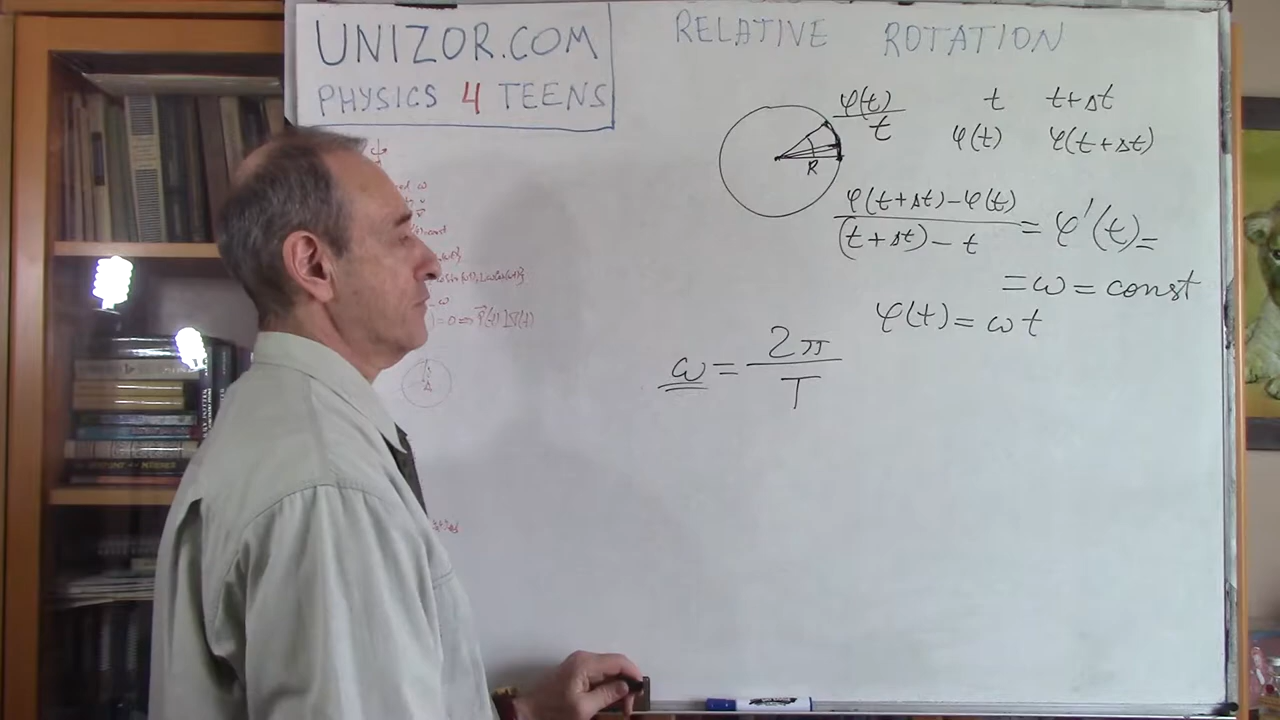 UNIZOR.COM
PHYSICS 4 TEENS
RELATIVE ROTATION
φ(t)/t
t t+Δt
φ(t) φ(t+Δt)
R
φ(t+Δt)-φ(t)/(t+Δt)-t = φ'(t)=
=ω=const
φ(t)=ωt
ω=2π/T